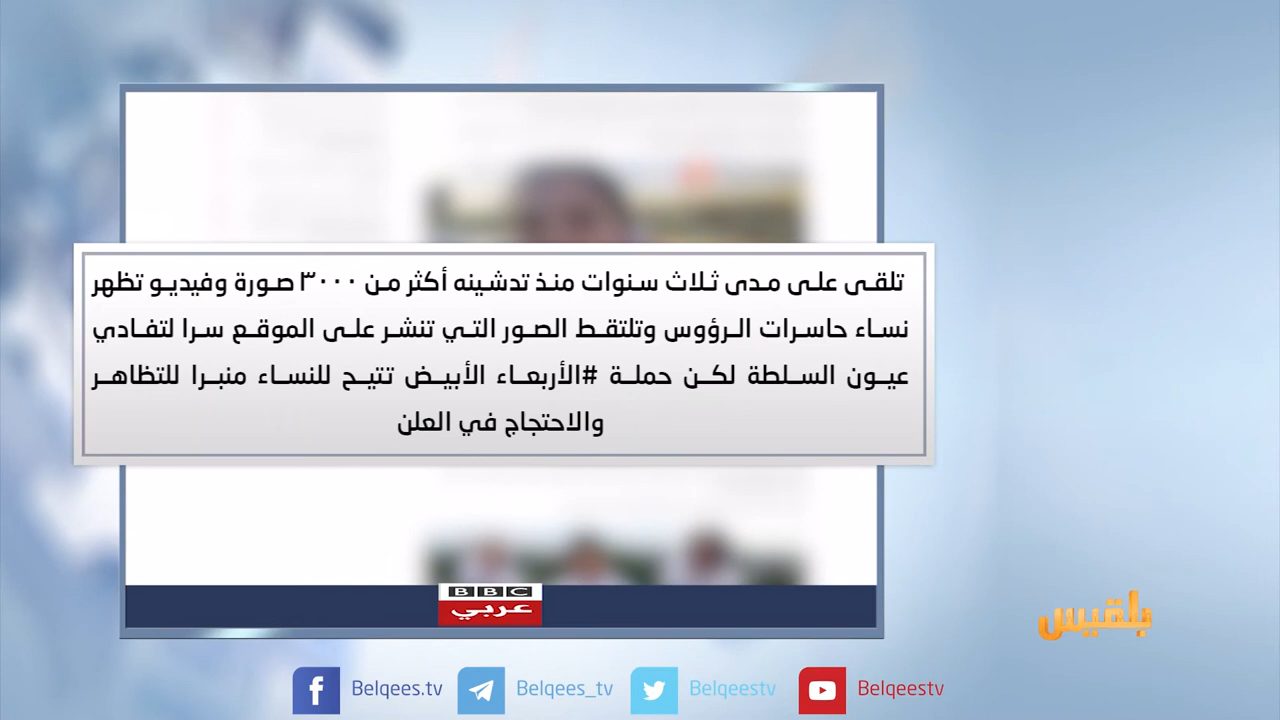 تلقى على مدى ثلاث سنوات منذ تدشينه أكثر من ٣٠٠٠ صورة وفيديو تظهر
نساء حاسرات الرؤوس وتلتقط الصور التي تنشر على الموقع سرا لتفادي
عيون السلطة لكن حملة #الأربعاء الأبيض تتيح للنساء منبرا للتظاهر
والاحتجاج في العلن
BBC
عربي
بلقيس
Belqees.tv
Belqees_tv
Belqeestv
Belqeestv